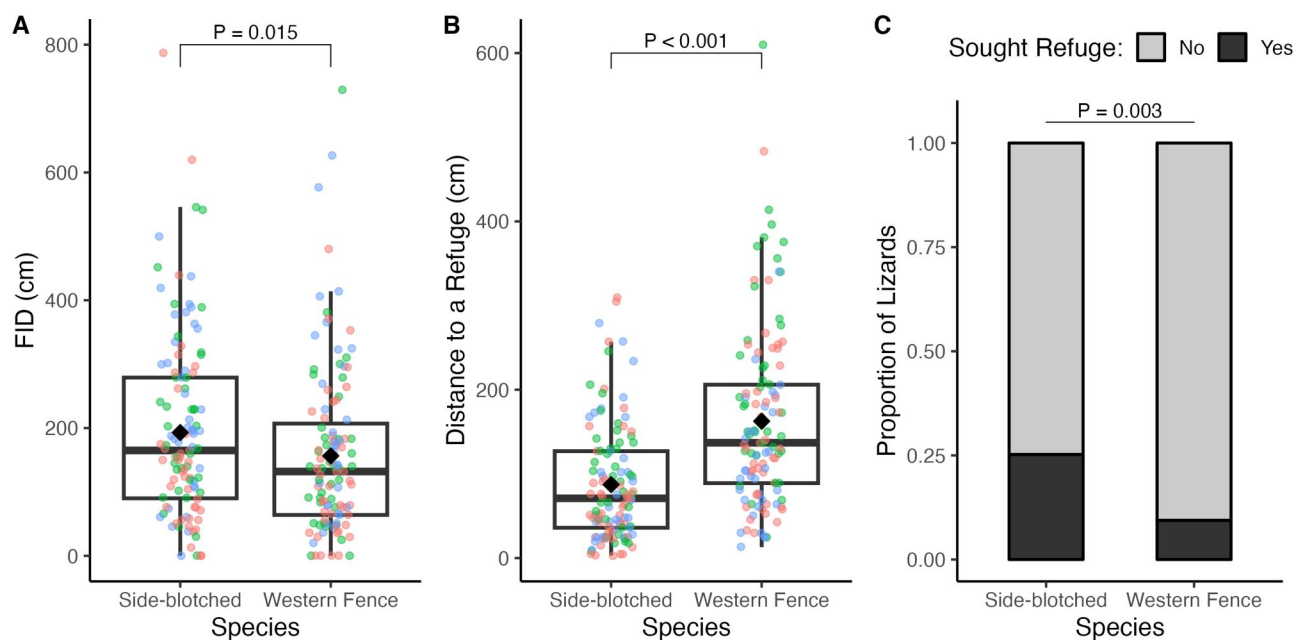 A
FID (cm)
800
600
400
200
0
P = 0.015
Side-blotched
Western Fence
Species
B
Distance to a Refuge (cm)
600
400
200
0
P < 0.001
Side-blotched
Western Fence
Species
C
Sought Refuge: No Yes
Proportion of Lizards
1.00
0.75
0.50
0.25
0.00
P = 0.003
Side-blotched
Western Fence
Species